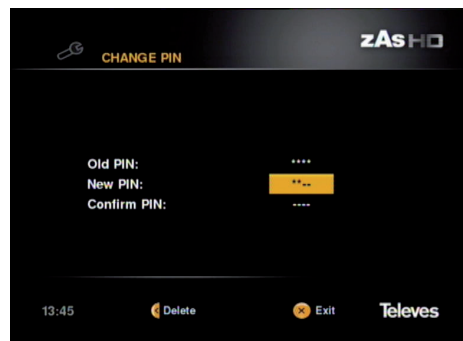 zAs HD
CHANGE PIN
Old PIN: ****
New PIN: **--
Confirm PIN: ----
13:45 Delete Exit Televes